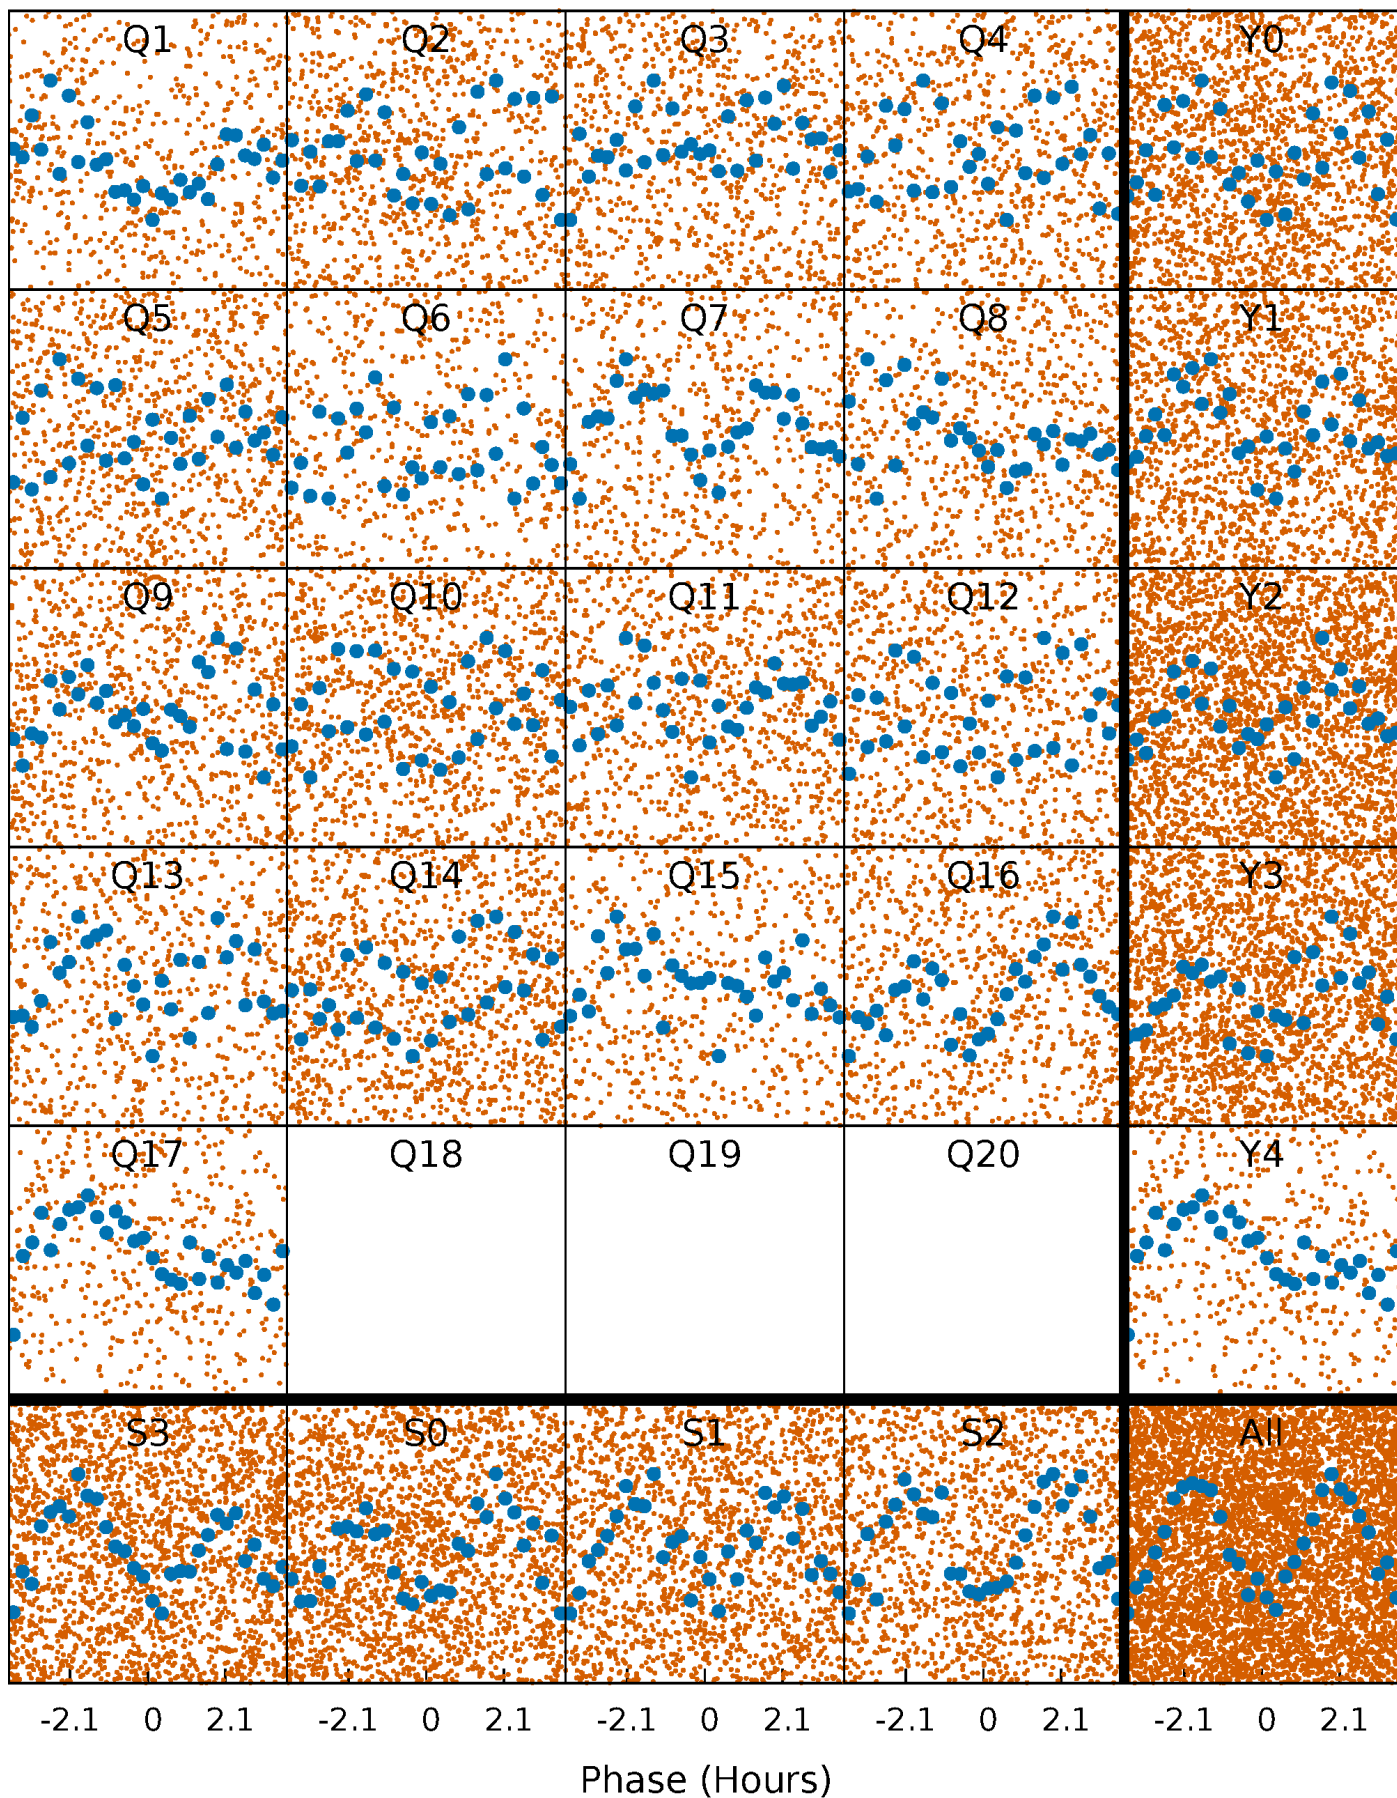 Q1 Q2 Q3 Q4 Y0
Q5 Q6 Q7 Q8 Y1
Q9 Q10 Q11 Q12 Y2
Q13 Q14 Q15 Q16 Y3
Q17 Q18 Q19 Q20 Y4
S3 S0 S1 S2 All
-2.1 0 2.1 -2.1 0 2.1 -2.1 0 2.1 -2.1 0 2.1 -2.1 0 2.1
Phase (Hours)